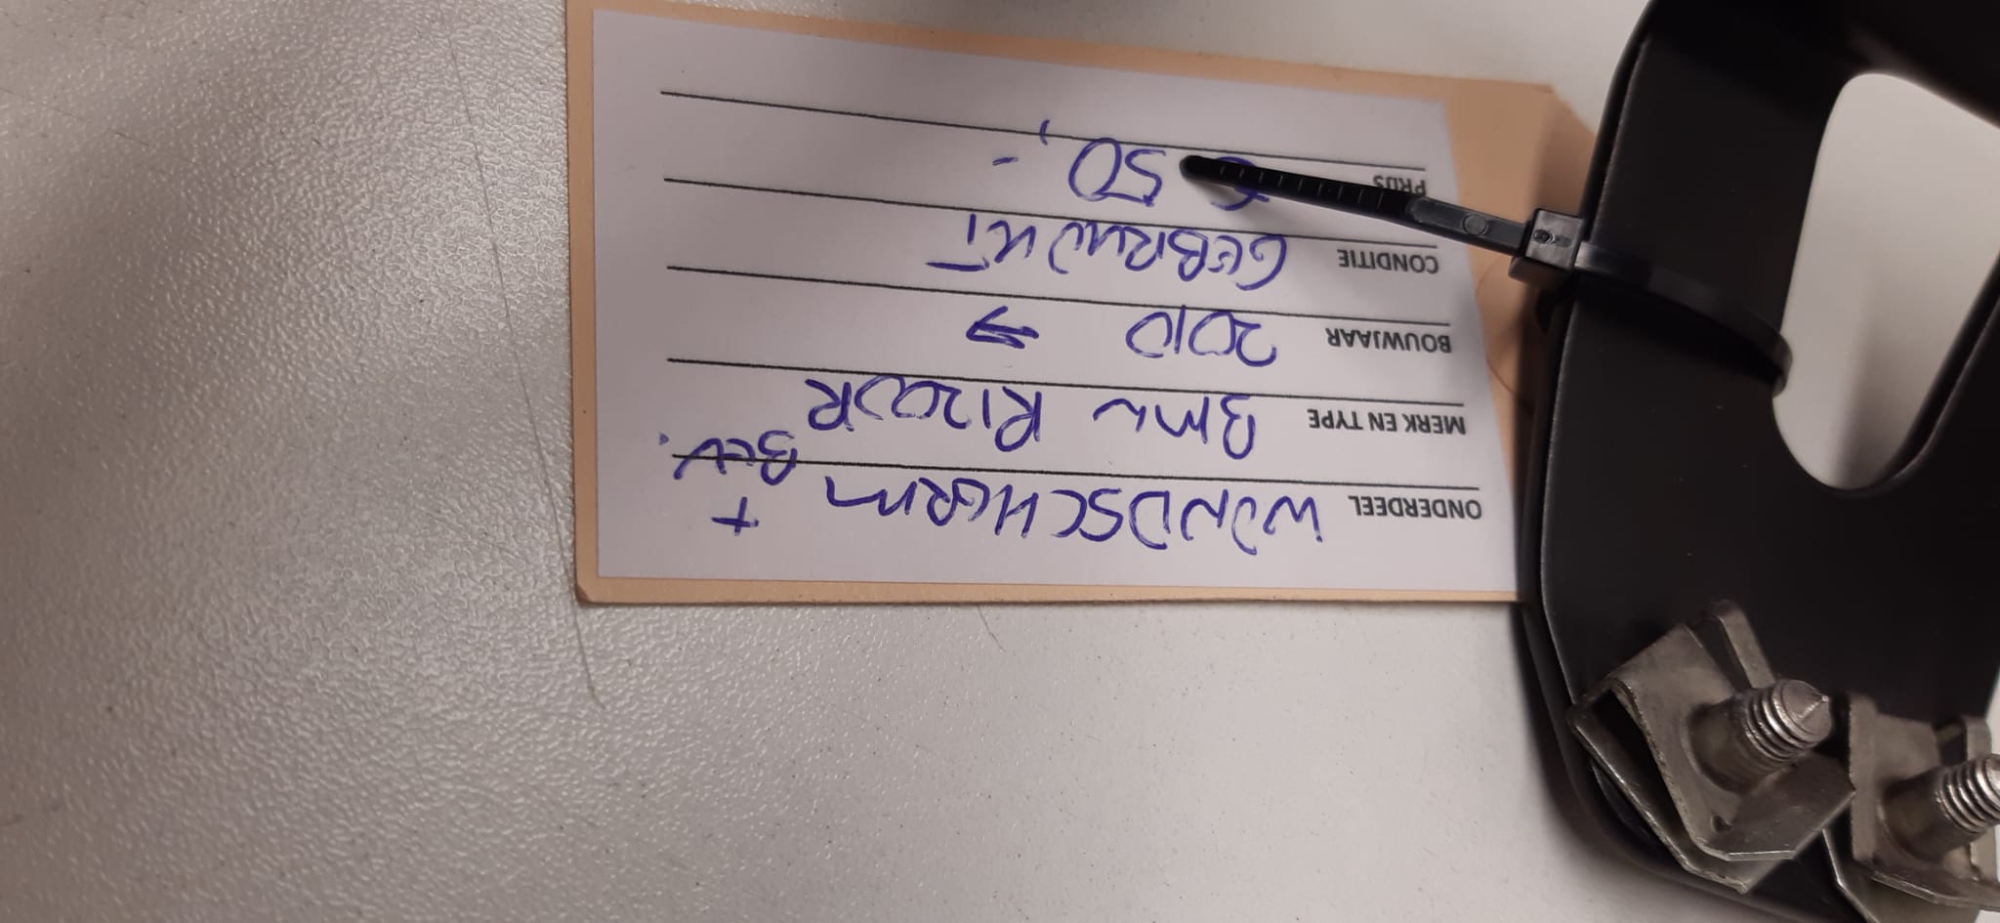 ONDERDEEL WINDSCHERM +
BEV.
MERK EN TYPE BMW R1200R
BOUWJAAR 2010 →
CONDITIE GEBRUIKT
PRIJS € 50,-